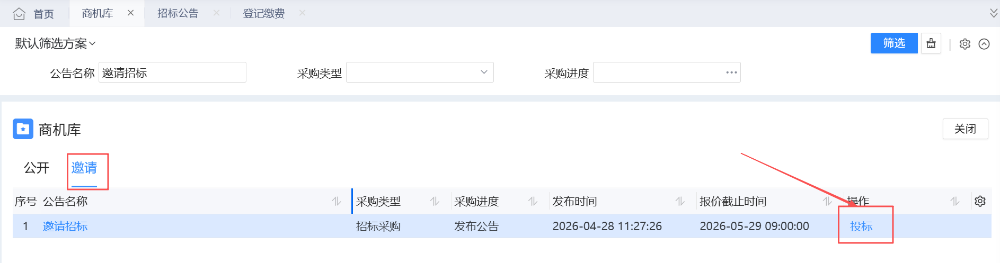 首页 商机库 招标公告 登记缴费
默认筛选方案 筛选
公告名称 邀请招标 采购类型 采购进度
商机库 关闭
公开 邀请
序号 公告名称 采购类型 采购进度 发布时间 报价截止时间 操作
1 邀请招标 招标采购 发布公告 2026-04-28 11:27:26 2026-05-29 09:00:00 投标